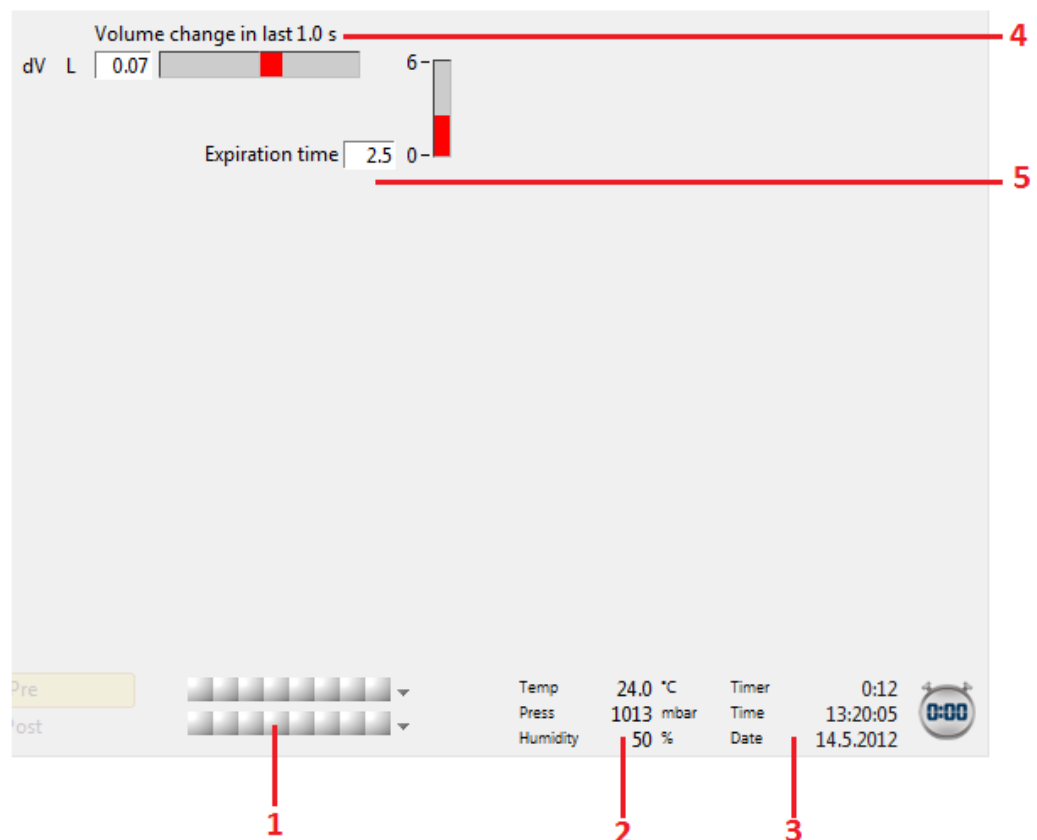 Volume change in last 1.0 s
4
dV L 0.07
6
Expiration time 2.5 0
5
Pre
Post
Temp 24.0 °C Timer 0:12
Press 1013 mbar Time 13:20:05
Humidity 50 % Date 14.5.2012
0:00
1
2
3